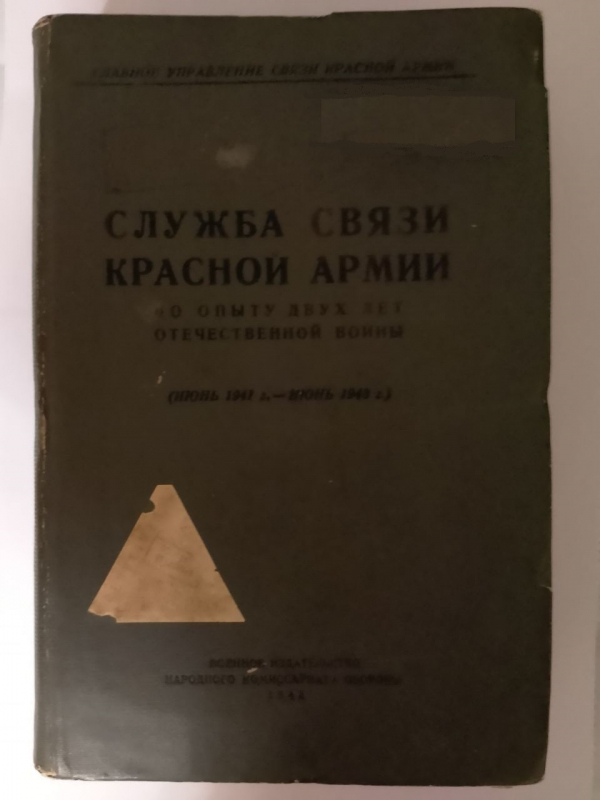 ГЛАВНОЕ УПРАВЛЕНИЕ СВЯЗИ КРАСНОЙ АРМИИ
СЛУЖБА СВЯЗИ
КРАСНОЙ АРМИИ
ПО ОПЫТУ ДВУХ ЛЕТ
ОТЕЧЕСТВЕННОЙ ВОЙНЫ
(ИЮНЬ 1941 г.—ИЮНЬ 1943 г.)
ВОЕННОЕ ИЗДАТЕЛЬСТВО
НАРОДНОГО КОМИССАРИАТА ОБОРОНЫ
1944